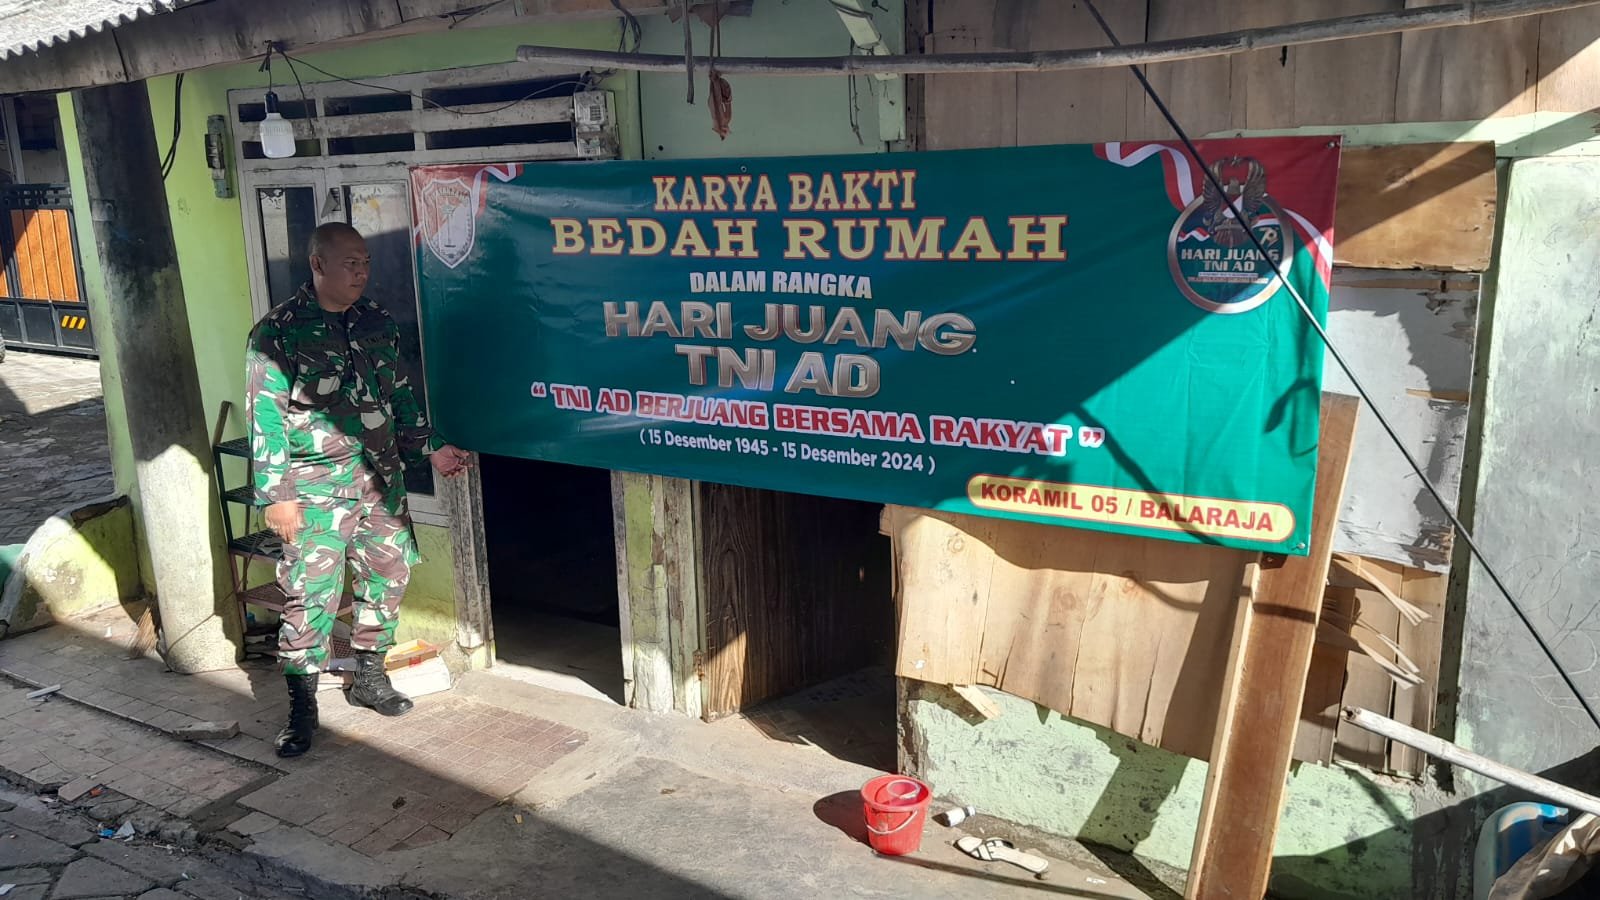 KARYA BAKTI
BEDAH RUMAH
DALAM RANGKA
HARI JUANG
TNI AD
“ TNI AD BERJUANG BERSAMA RAKYAT ”
( 15 Desember 1945 - 15 Desember 2024 )
KORAMIL 05 / BALARAJA
HARI JUANG
TNI AD